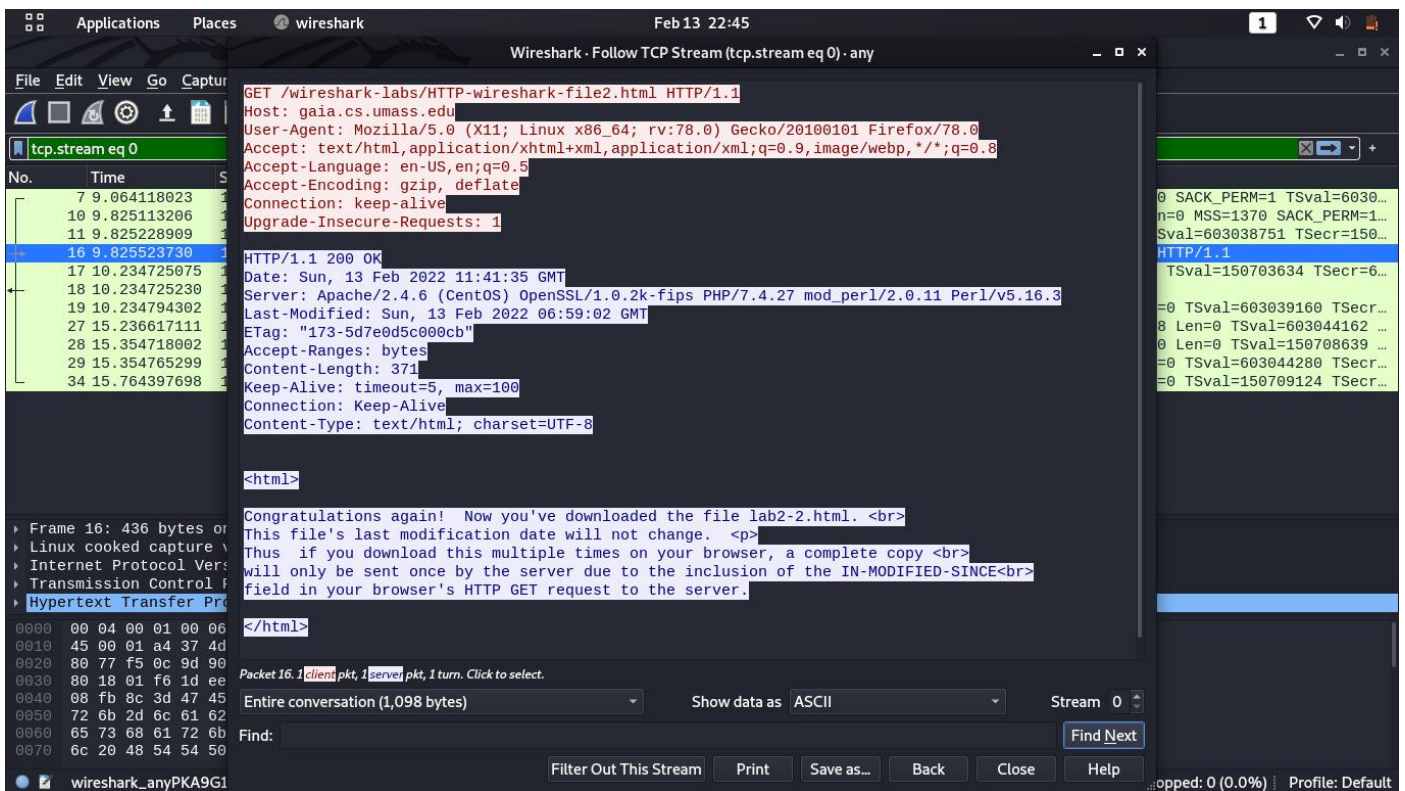 Applications Places wireshark Feb 13 22:45 1
Wireshark · Follow TCP Stream (tcp.stream eq 0) · any
File Edit View Go Captur
tcp.stream eq 0
No. Time S
7 9.064118023 1
10 9.825113206 1
11 9.825228909 1
16 9.825523730 1
17 10.234725075 1
18 10.234725230 1
19 10.234794302 1
27 15.236617111 1
28 15.354718002 1
29 15.354765299 1
34 15.764397698 1
GET /wireshark-labs/HTTP-wireshark-file2.html HTTP/1.1
Host: gaia.cs.umass.edu
User-Agent: Mozilla/5.0 (X11; Linux x86_64; rv:78.0) Gecko/20100101 Firefox/78.0
Accept: text/html,application/xhtml+xml,application/xml;q=0.9,image/webp,*/*;q=0.8
Accept-Language: en-US,en;q=0.5
Accept-Encoding: gzip, deflate
Connection: keep-alive
Upgrade-Insecure-Requests: 1
HTTP/1.1 200 OK
Date: Sun, 13 Feb 2022 11:41:35 GMT
Server: Apache/2.4.6 (CentOS) OpenSSL/1.0.2k-fips PHP/7.4.27 mod_perl/2.0.11 Perl/v5.16.3
Last-Modified: Sun, 13 Feb 2022 06:59:02 GMT
ETag: "173-5d7e0d5c000cb"
Accept-Ranges: bytes
Content-Length: 371
Keep-Alive: timeout=5, max=100
Connection: Keep-Alive
Content-Type: text/html; charset=UTF-8
<html>
Congratulations again!  Now you've downloaded the file lab2-2.html. <br>
This file's last modification date will not change.  <p>
Thus  if you download this multiple times on your browser, a complete copy <br>
will only be sent once by the server due to the inclusion of the IN-MODIFIED-SINCE<br>
field in your browser's HTTP GET request to the server.
</html>
0 SACK_PERM=1 TSval=6030…
n=0 MSS=1370 SACK_PERM=1…
Sval=603038751 TSecr=150…
HTTP/1.1
TSval=150703634 TSecr=6…
=0 TSval=603039160 TSecr…
8 Len=0 TSval=603044162 …
0 Len=0 TSval=150708639 …
=0 TSval=603044280 TSecr…
=0 TSval=150709124 TSecr…
Frame 16: 436 bytes on
Linux cooked capture v
Internet Protocol Vers
Transmission Control P
Hypertext Transfer Pro
0000 00 04 00 01 00 06
0010 45 00 01 a4 37 4d
0020 80 77 f5 0c 9d 90
0030 80 18 01 f6 1d ee
0040 08 fb 8c 3d 47 45
0050 72 6b 2d 6c 61 62
0060 65 73 68 61 72 6b
0070 6c 20 48 54 54 50
Packet 16. 1 client pkt, 1 server pkt, 1 turn. Click to select.
Entire conversation (1,098 bytes) Show data as ASCII Stream 0
Find: Find Next
Filter Out This Stream Print Save as... Back Close Help
wireshark_anyPKA9G1 opped: 0 (0.0%) Profile: Default